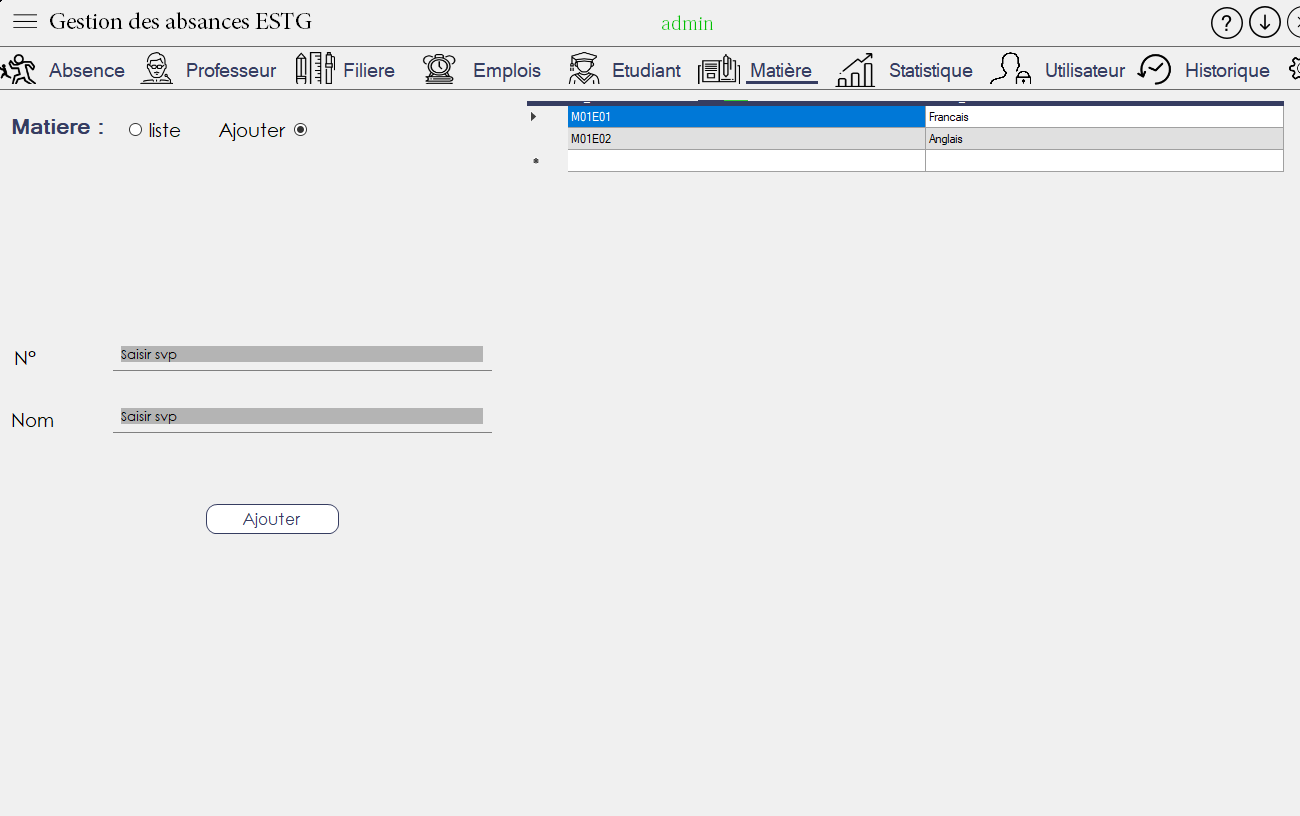 Gestion des absances ESTG
admin
?
Absence Professeur Filiere Emplois Etudiant Matière Statistique Utilisateur Historique
Matiere : liste Ajouter
M01E01 Francais
M01E02 Anglais
N° Saisir svp
Nom Saisir svp
Ajouter